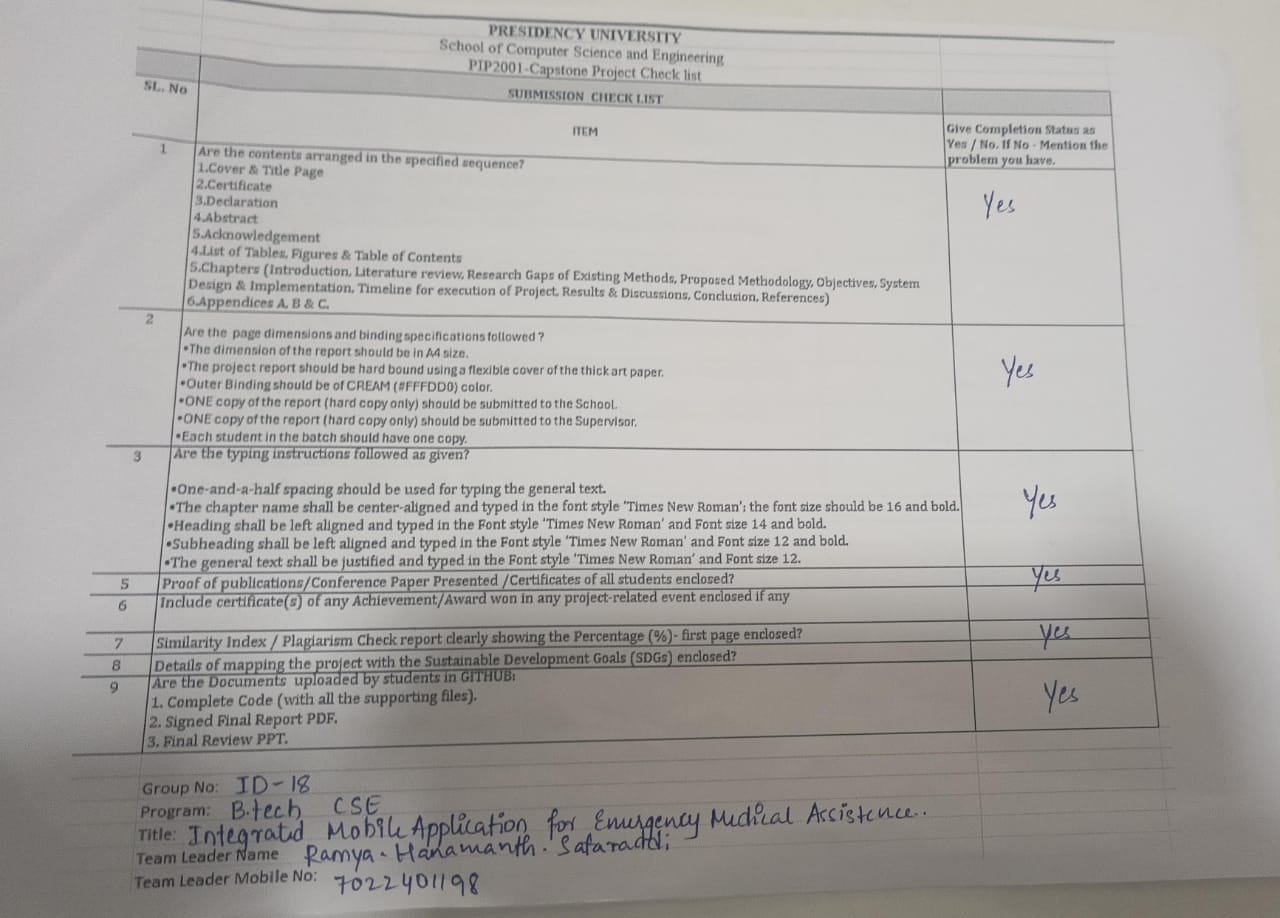 PRESIDENCY UNIVERSITY
School of Computer Science and Engineering
PIP2001-Capstone Project Check list
SL. No
SUBMISSION CHECK LIST
ITEM
Give Completion Status as
Yes / No. If No - Mention the
problem you have.
1
Are the contents arranged in the specified sequence?
1.Cover & Title Page
2.Certificate
3.Declaration
4.Abstract
5.Acknowledgement
4.List of Tables, Figures & Table of Contents
5.Chapters (Introduction, Literature review, Research Gaps of Existing Methods, Proposed Methodology, Objectives, System
Design & Implementation, Timeline for execution of Project, Results & Discussions, Conclusion, References)
6.Appendices A, B & C.
Yes
2
Are the page dimensions and binding specifications followed ?
•The dimension of the report should be in A4 size.
•The project report should be hard bound using a flexible cover of the thick art paper.
•Outer Binding should be of CREAM (#FFFDD0) color.
•ONE copy of the report (hard copy only) should be submitted to the School.
•ONE copy of the report (hard copy only) should be submitted to the Supervisor.
•Each student in the batch should have one copy.
Yes
3
Are the typing instructions followed as given?
•One-and-a-half spacing should be used for typing the general text.
•The chapter name shall be center-aligned and typed in the font style 'Times New Roman'; the font size should be 16 and bold.
•Heading shall be left aligned and typed in the Font style 'Times New Roman' and Font size 14 and bold.
•Subheading shall be left aligned and typed in the Font style 'Times New Roman' and Font size 12 and bold.
•The general text shall be justified and typed in the Font style 'Times New Roman' and Font size 12.
Yes
5 Proof of publications/Conference Paper Presented /Certificates of all students enclosed? Yes
6 Include certificate(s) of any Achievement/Award won in any project-related event enclosed if any
7 Similarity Index / Plagiarism Check report clearly showing the Percentage (%)- first page enclosed? Yes
8 Details of mapping the project with the Sustainable Development Goals (SDGs) enclosed?
9 Are the Documents uploaded by students in GITHUB:
1. Complete Code (with all the supporting files).
2. Signed Final Report PDF.
3. Final Review PPT.
Yes
Group No: ID-18
Program: B.tech CSE
Title: Integrated Mobile Application for Emergency Medical Assistence..
Team Leader Name Ramya. Hanamanth.
Team Leader Mobile No: 7022401198